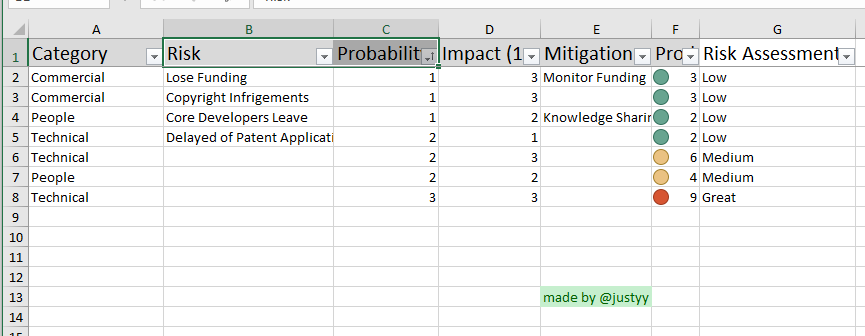 A B C D E F G
1 Category Risk Probabilit Impact (1 Mitigation Pro Risk Assessment
2 Commercial Lose Funding 1 3 Monitor Funding 3 Low
3 Commercial Copyright Infrigements 1 3 3 Low
4 People Core Developers Leave 1 2 Knowledge Sharin 2 Low
5 Technical Delayed of Patent Applicati 2 1 2 Low
6 Technical 2 3 6 Medium
7 People 2 2 4 Medium
8 Technical 3 3 9 Great
9
10
11
12
13 made by @justyy
14